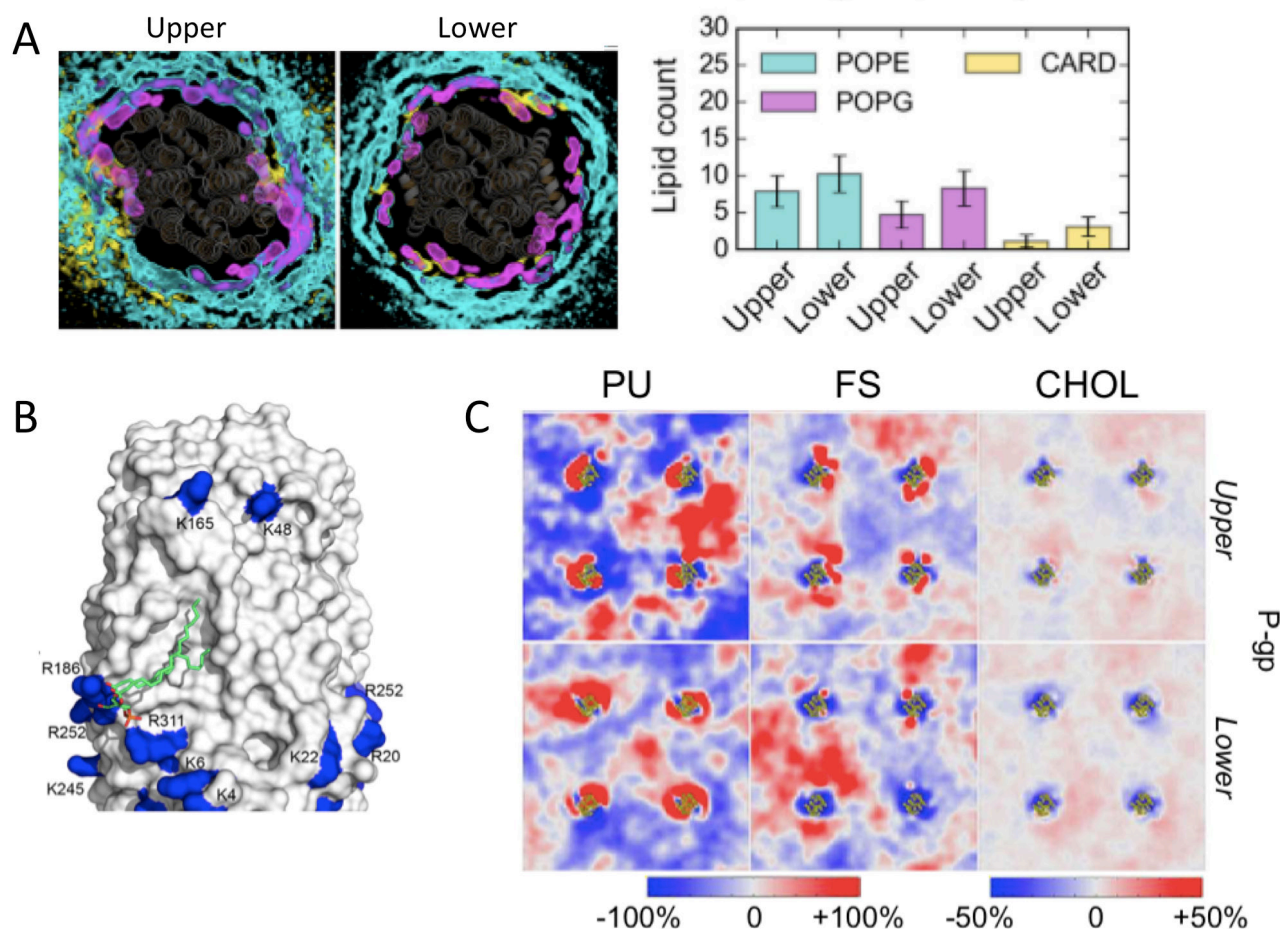 A
Upper
Lower
Lipid count
30
25
20
15
10
5
0
POPE
CARD
POPG
Upper
Lower
Upper
Lower
Upper
Lower
B
K165
K48
R186
R252
R311
R252
K6
K22
R20
K245
K4
C
PU
FS
CHOL
Upper
Lower
P-gp
-100%
0
+100%
-50%
0
+50%